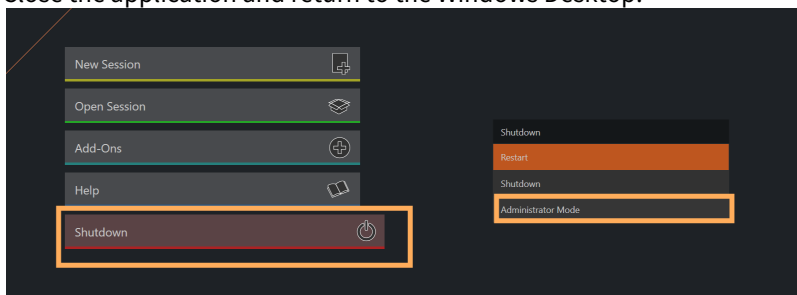 Close the application and return to the Windows Desktop.
New Session
Open Session
Add-Ons
Help
Shutdown
Shutdown
Restart
Shutdown
Administrator Mode